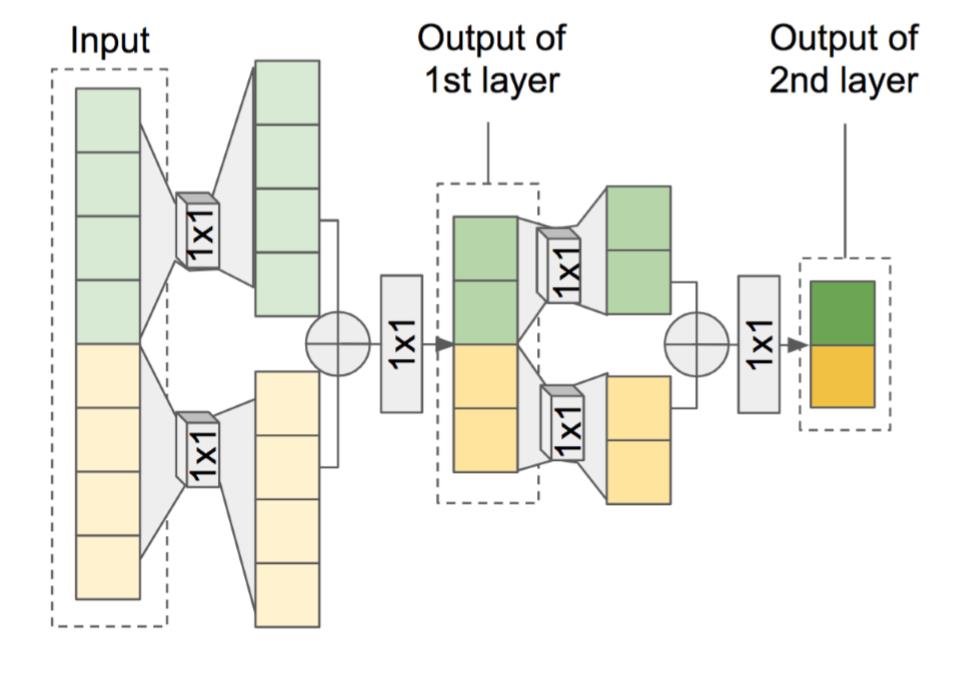 Input
Output of
1st layer
Output of
2nd layer
1x1
1x1
1x1
1x1
1x1
1x1